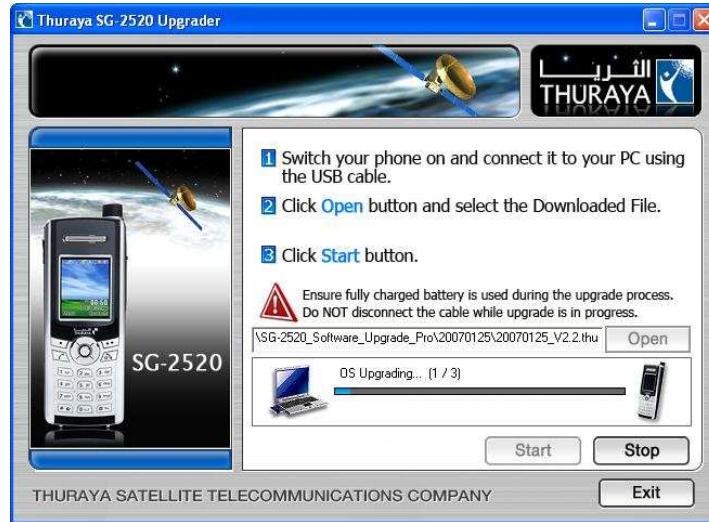 Thuraya SG-2520 Upgrader
الثريا
THURAYA
1 Switch your phone on and connect it to your PC using
the USB cable.
2 Click Open button and select the Downloaded File.
3 Click Start button.
Ensure fully charged battery is used during the upgrade process.
Do NOT disconnect the cable while upgrade is in progress.
\SG-2520_Software_Upgrade_Pro\20070125\20070125_V2.2.thu
Open
SG-2520
OS Upgrading... (1 / 3)
Start
Stop
THURAYA SATELLITE TELECOMMUNICATIONS COMPANY
Exit